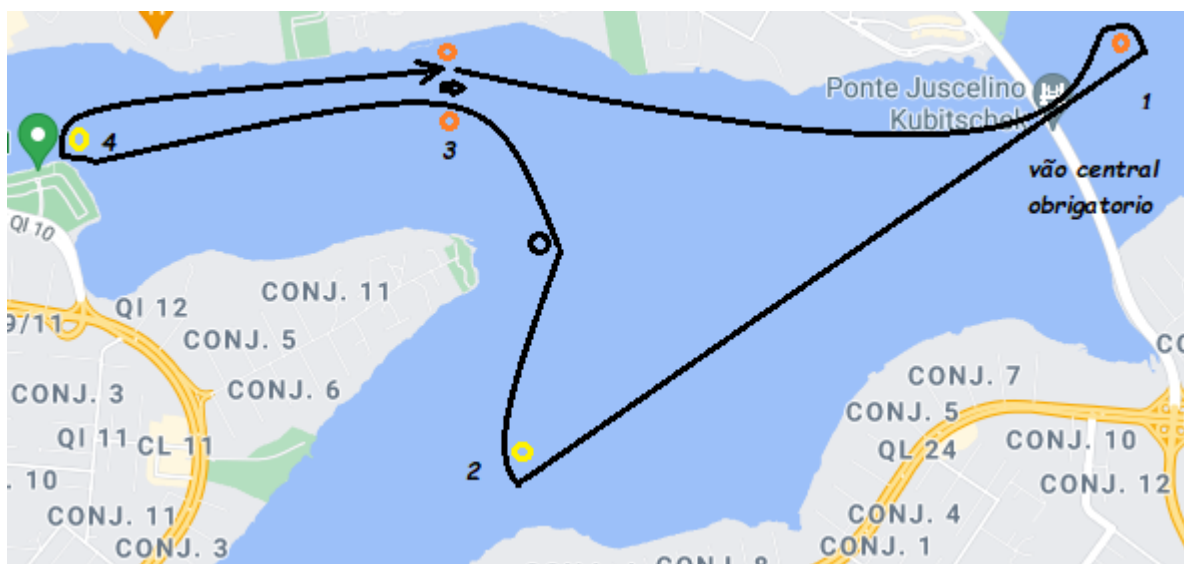 4
3
Ponte Juscelino
Kubitschek
1
vão central
obrigatorio
QI 10
CONJ. 11
QI 12
9/11
CONJ. 5
CONJ. 3
CONJ. 6
QI 11
CL 11
2
. 10
CONJ. 11
CONJ. 3
CONJ. 7
CONJ. 5
CONJ. 10
QL 24
CONJ. 12
CONJ. 4
CONJ. 1
CONJ. 8